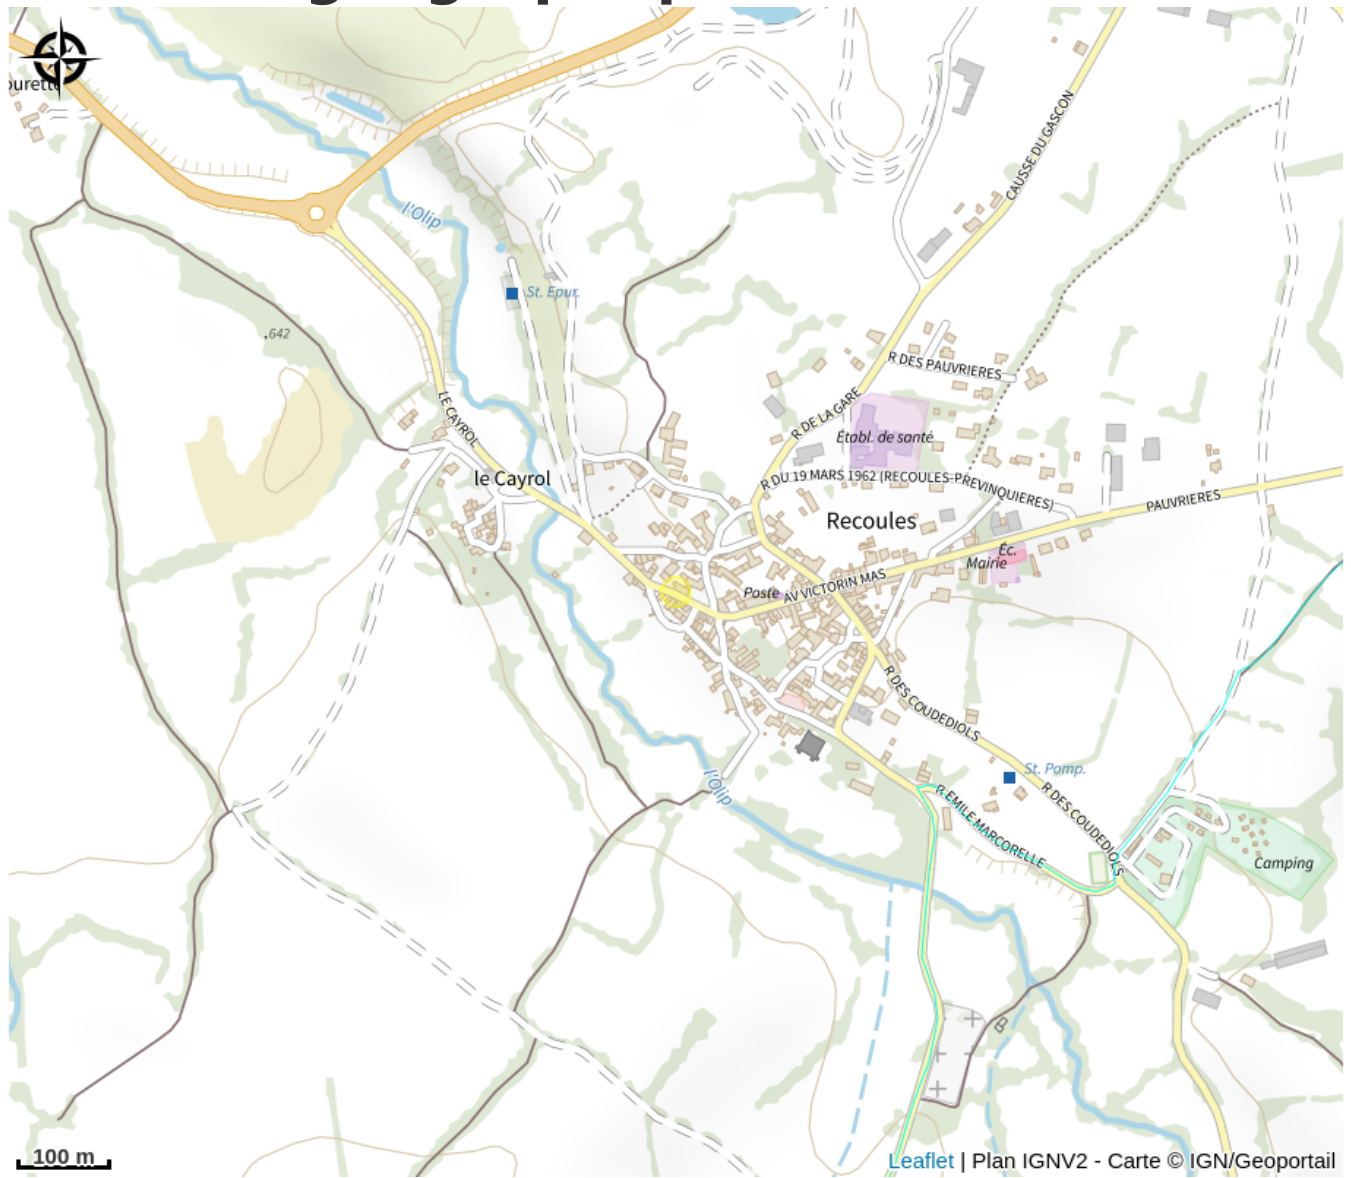 l'Olip
CAUSSE DU GASCON
St. Epur.
.642
R DES PAUVRIERES
LE CAYROL
R DE LA GARE
Établ. de santé
le Cayrol
R DU 19 MARS 1962 (RECOULES-PRÉVINQUIERES)
PAUVRIERES
Recoules
Éc.
Mairie
Poste
AV VICTORIN MAS
R DES COUDEDIOLS
St. Pomp.
l'Olip
R EMILE MARCORELLE
R DES COUDEDIOLS
Camping
100 m
Leaflet | Plan IGNV2 - Carte © IGN/Geoportail